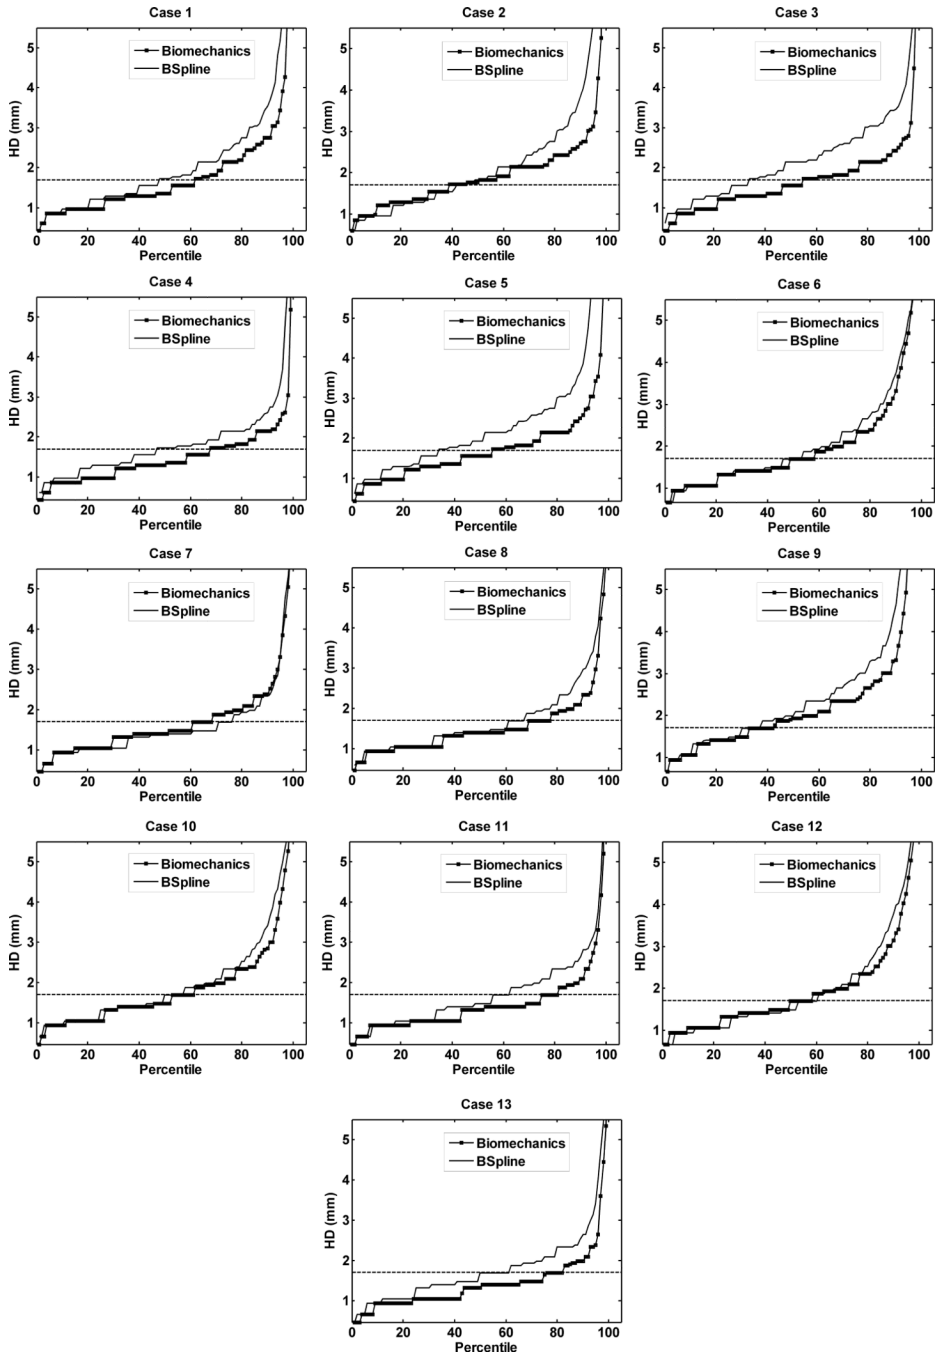 Case 1
5
4
3
2
1
HD (mm)
Biomechanics
BSpline
0 20 40 60 80 100
Percentile
Case 2
5
4
3
2
1
HD (mm)
Biomechanics
BSpline
0 20 40 60 80 100
Percentile
Case 3
5
4
3
2
1
HD (mm)
Biomechanics
BSpline
0 20 40 60 80 100
Percentile
Case 4
5
4
3
2
1
HD (mm)
Biomechanics
BSpline
0 20 40 60 80 100
Percentile
Case 5
5
4
3
2
1
HD (mm)
Biomechanics
BSpline
0 20 40 60 80 100
Percentile
Case 6
5
4
3
2
1
HD (mm)
Biomechanics
BSpline
0 20 40 60 80 100
Percentile
Case 7
5
4
3
2
1
HD (mm)
Biomechanics
BSpline
0 20 40 60 80 100
Percentile
Case 8
5
4
3
2
1
HD (mm)
Biomechanics
BSpline
0 20 40 60 80 100
Percentile
Case 9
5
4
3
2
1
HD (mm)
Biomechanics
BSpline
0 20 40 60 80 100
Percentile
Case 10
5
4
3
2
1
HD (mm)
Biomechanics
BSpline
0 20 40 60 80 100
Percentile
Case 11
5
4
3
2
1
HD (mm)
Biomechanics
BSpline
0 20 40 60 80 100
Percentile
Case 12
5
4
3
2
1
HD (mm)
Biomechanics
BSpline
0 20 40 60 80 100
Percentile
Case 13
5
4
3
2
1
HD (mm)
Biomechanics
BSpline
0 20 40 60 80 100
Percentile